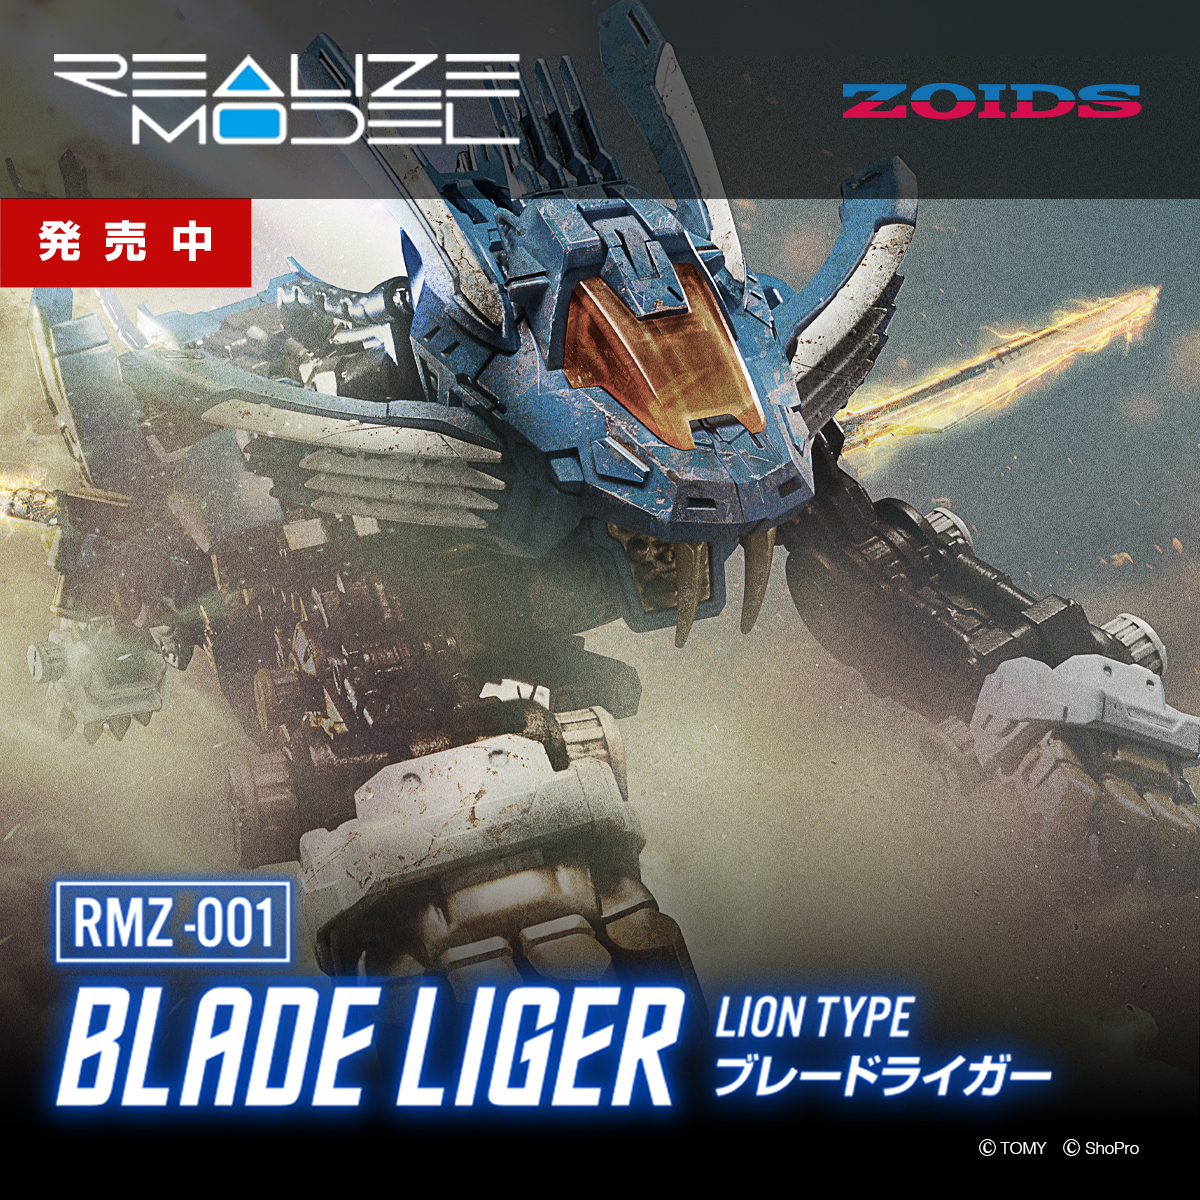 REALIZE
MODEL
ZOIDS
発売中
RMZ-001
BLADE LIGER
LION TYPE
ブレードライガー
© TOMY © ShoPro